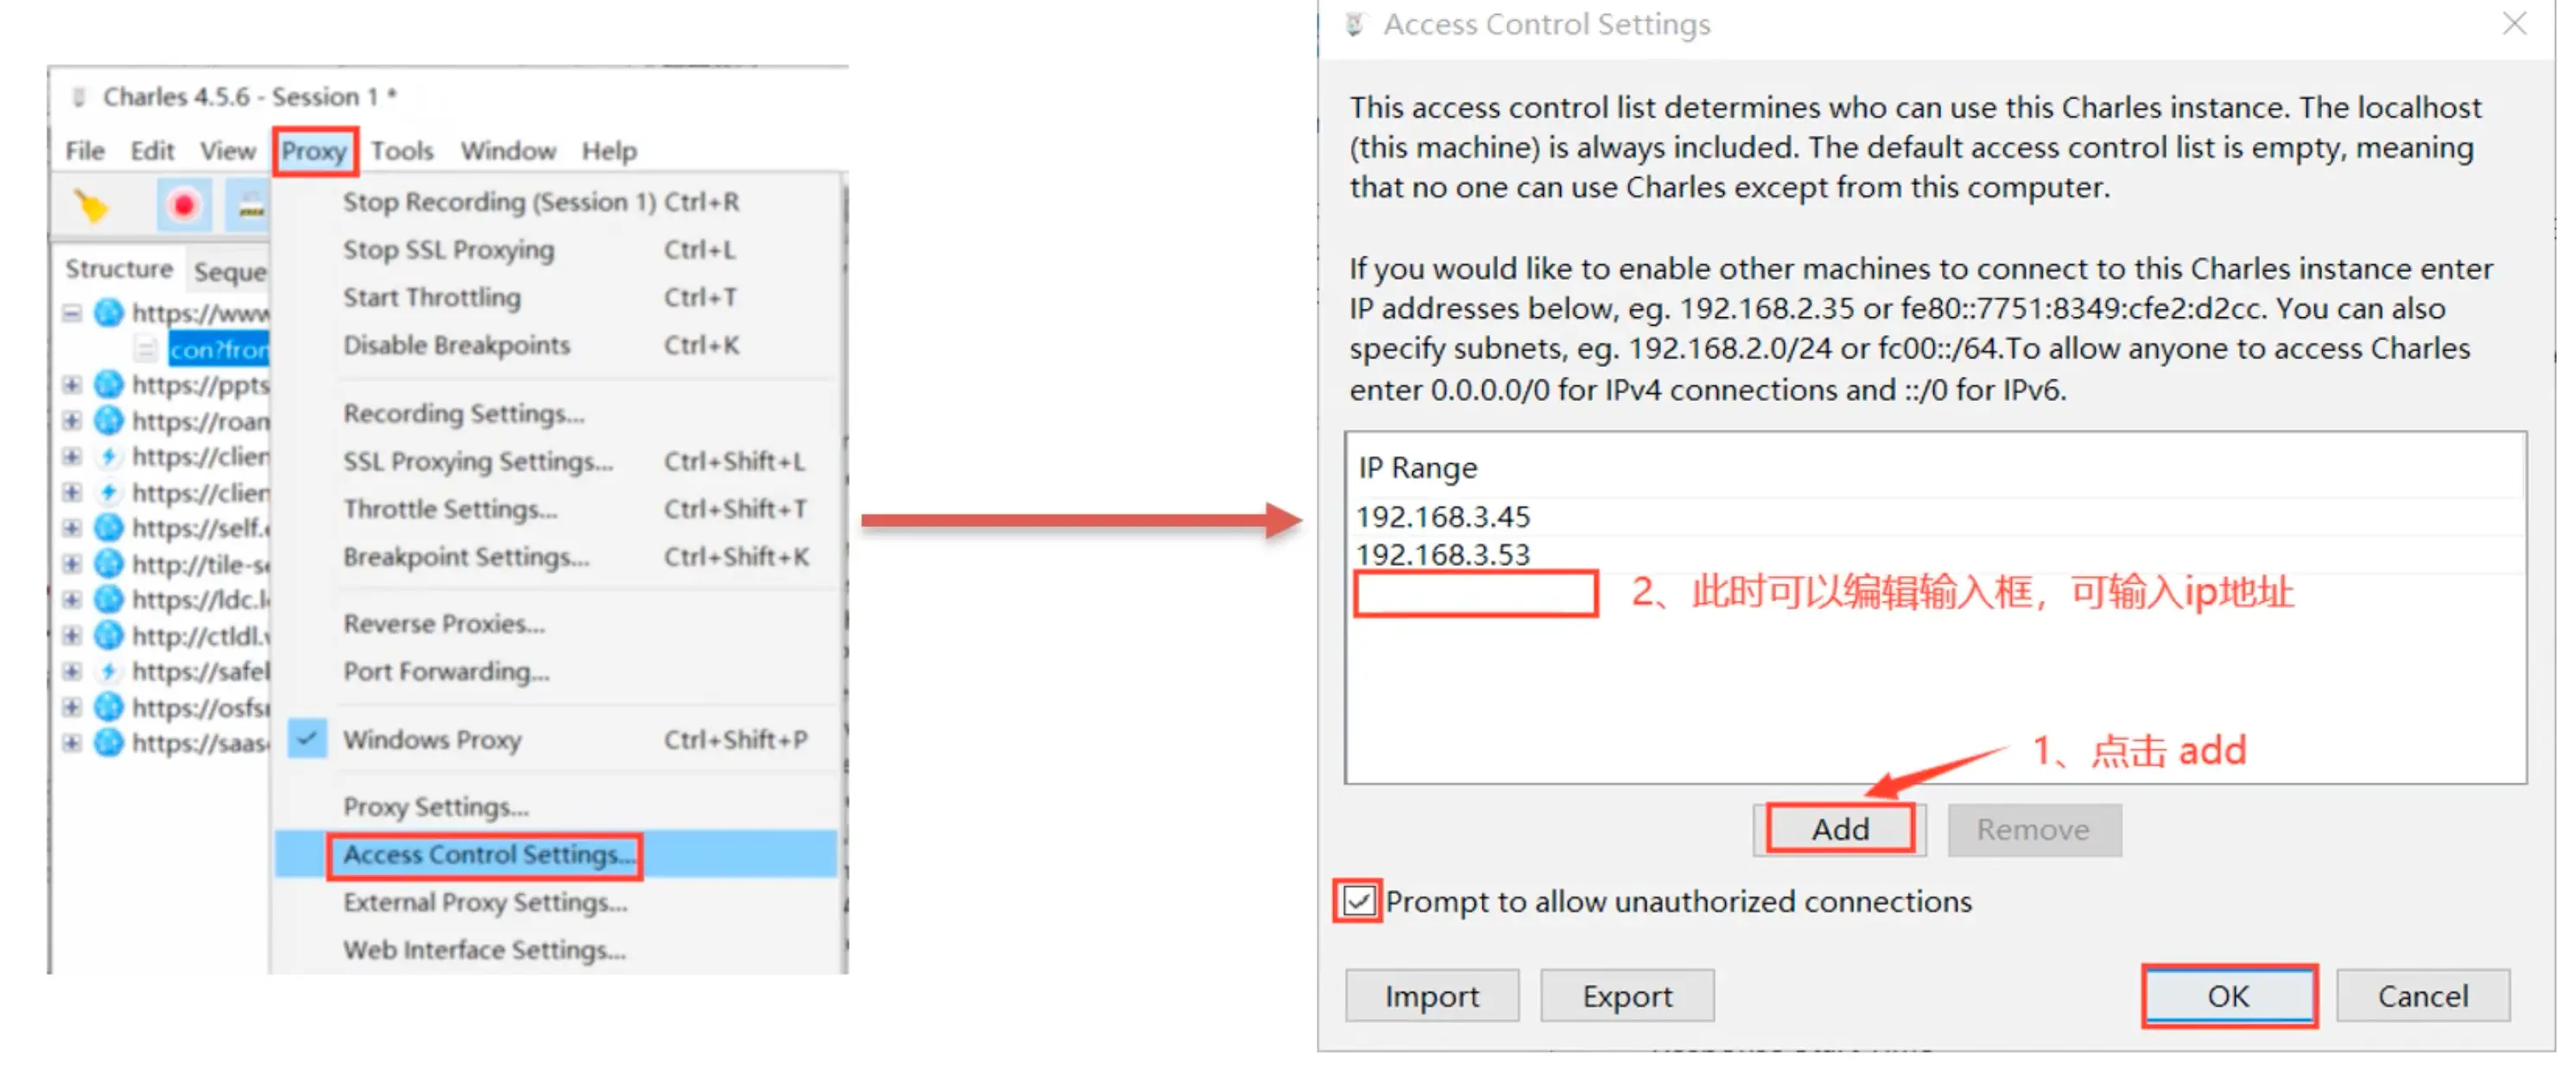 Charles 4.5.6 - Session 1 *
File Edit View Proxy Tools Window Help
Stop Recording (Session 1) Ctrl+R
Stop SSL Proxying Ctrl+L
Start Throttling Ctrl+T
Disable Breakpoints Ctrl+K
Recording Settings...
SSL Proxying Settings... Ctrl+Shift+L
Throttle Settings... Ctrl+Shift+T
Breakpoint Settings... Ctrl+Shift+K
Reverse Proxies...
Port Forwarding...
Windows Proxy Ctrl+Shift+P
Proxy Settings...
Access Control Settings...
External Proxy Settings...
Web Interface Settings...
Structure Seque
https://www
con?fron
https://ppts
https://roan
https://clien
https://clien
https://self.
http://tile-se
https://ldc.l
http://ctldl.
https://safel
https://osfs
https://saas
Access Control Settings
This access control list determines who can use this Charles instance. The localhost
(this machine) is always included. The default access control list is empty, meaning
that no one can use Charles except from this computer.
If you would like to enable other machines to connect to this Charles instance enter
IP addresses below, eg. 192.168.2.35 or fe80::7751:8349:cfe2:d2cc. You can also
specify subnets, eg. 192.168.2.0/24 or fc00::/64.To allow anyone to access Charles
enter 0.0.0.0/0 for IPv4 connections and ::/0 for IPv6.
IP Range
192.168.3.45
192.168.3.53
2、此时可以编辑输入框，可输入ip地址
1、点击 add
Add Remove
Prompt to allow unauthorized connections
Import Export OK Cancel